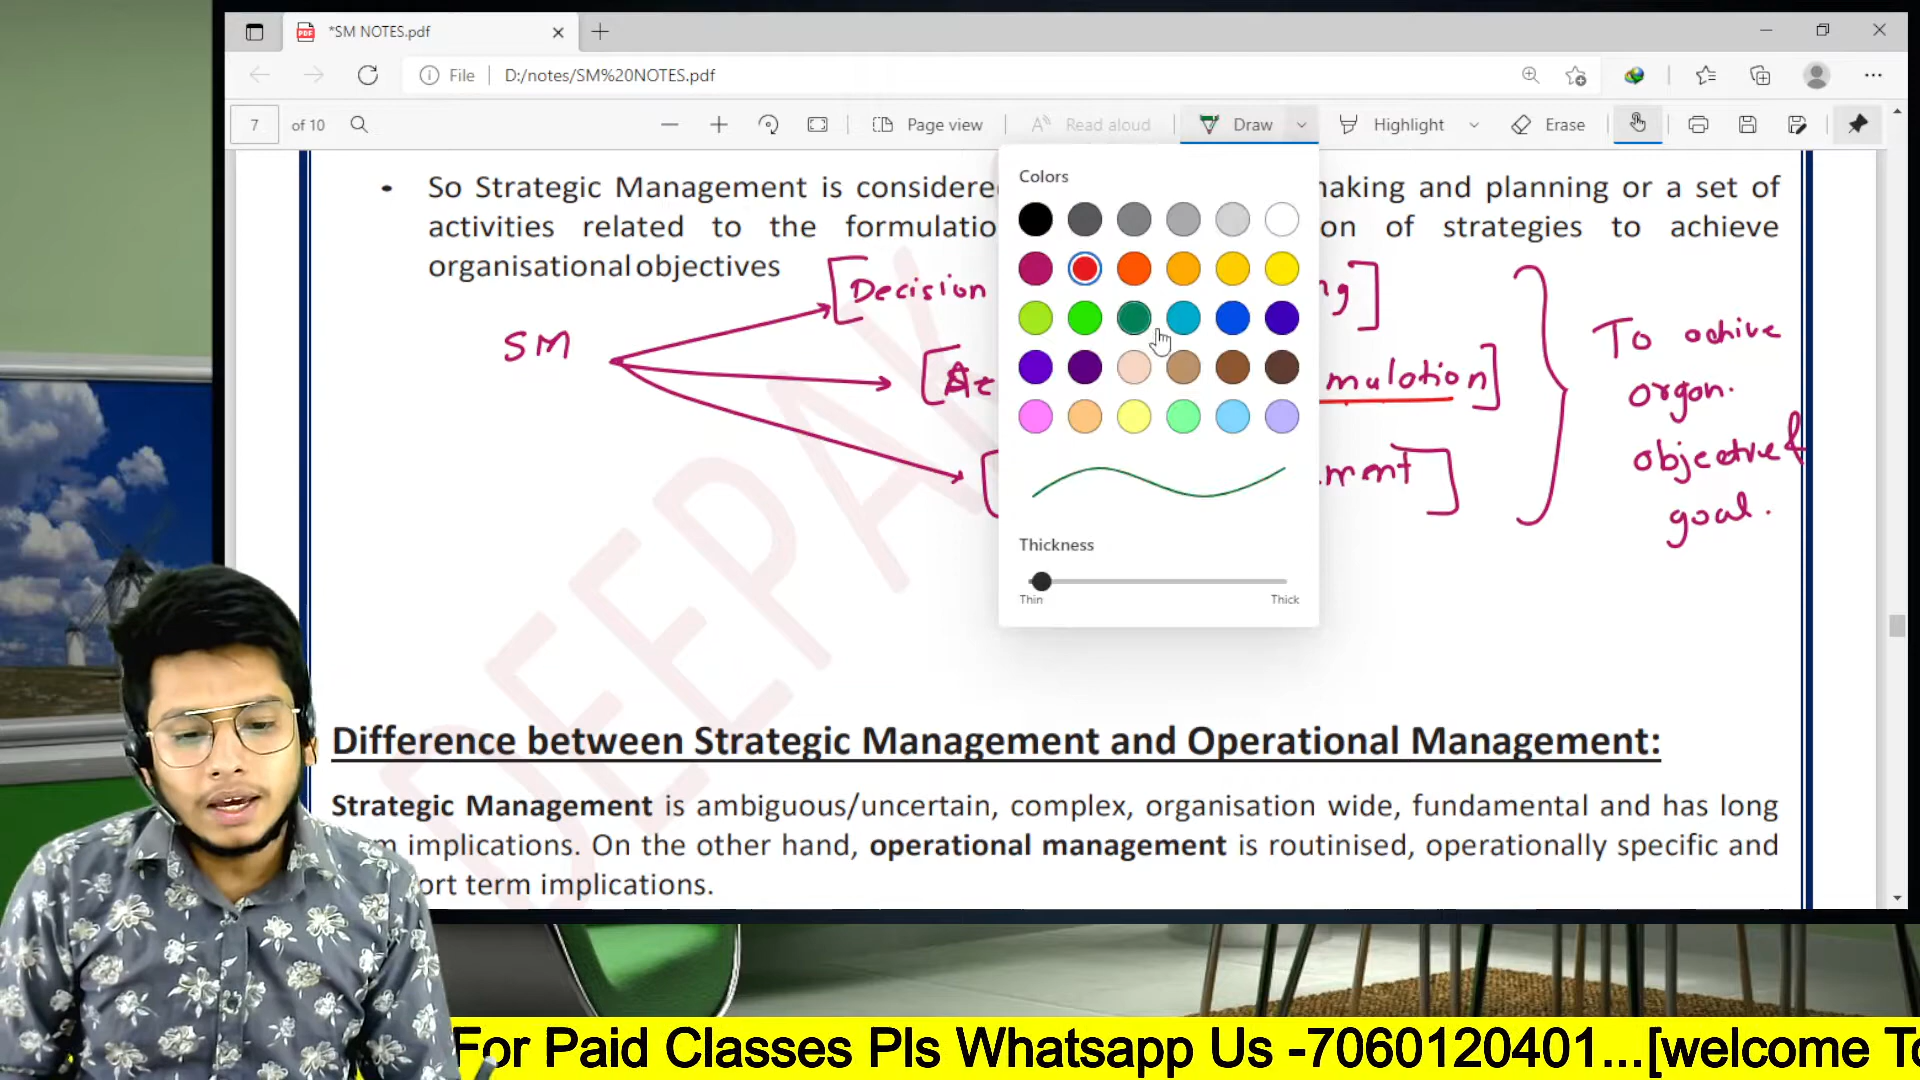 *SM NOTES.pdf
File D:/notes/SM%20NOTES.pdf
7 of 10 Page view Read aloud Draw Highlight Erase
So Strategic Management is considere making and planning or a set of
activities related to the formulatio on of strategies to achieve
organisational objectives
Colors
Thickness
Thin Thick
[Decision ng]
SM
mulation]
ment]
To achive
organ.
objective &
goal.
DEEPAK
Difference between Strategic Management and Operational Management:
Strategic Management is ambiguous/uncertain, complex, organisation wide, fundamental and has long
m implications. On the other hand, operational management is routinised, operationally specific and
ort term implications.
For Paid Classes Pls Whatsapp Us -7060120401...[welcome To